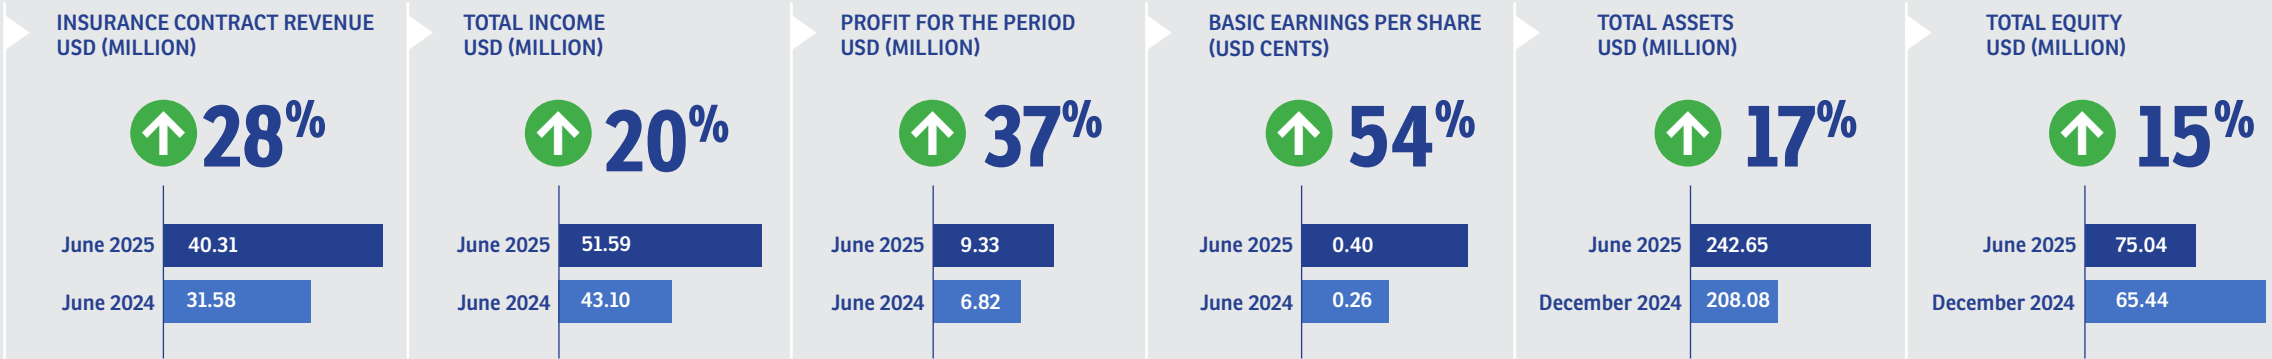 INSURANCE CONTRACT REVENUE
USD (MILLION)
28%
June 2025 40.31
June 2024 31.58
TOTAL INCOME
USD (MILLION)
20%
June 2025 51.59
June 2024 43.10
PROFIT FOR THE PERIOD
USD (MILLION)
37%
June 2025 9.33
June 2024 6.82
BASIC EARNINGS PER SHARE
(USD CENTS)
54%
June 2025 0.40
June 2024 0.26
TOTAL ASSETS
USD (MILLION)
17%
June 2025 242.65
December 2024 208.08
TOTAL EQUITY
USD (MILLION)
15%
June 2025 75.04
December 2024 65.44